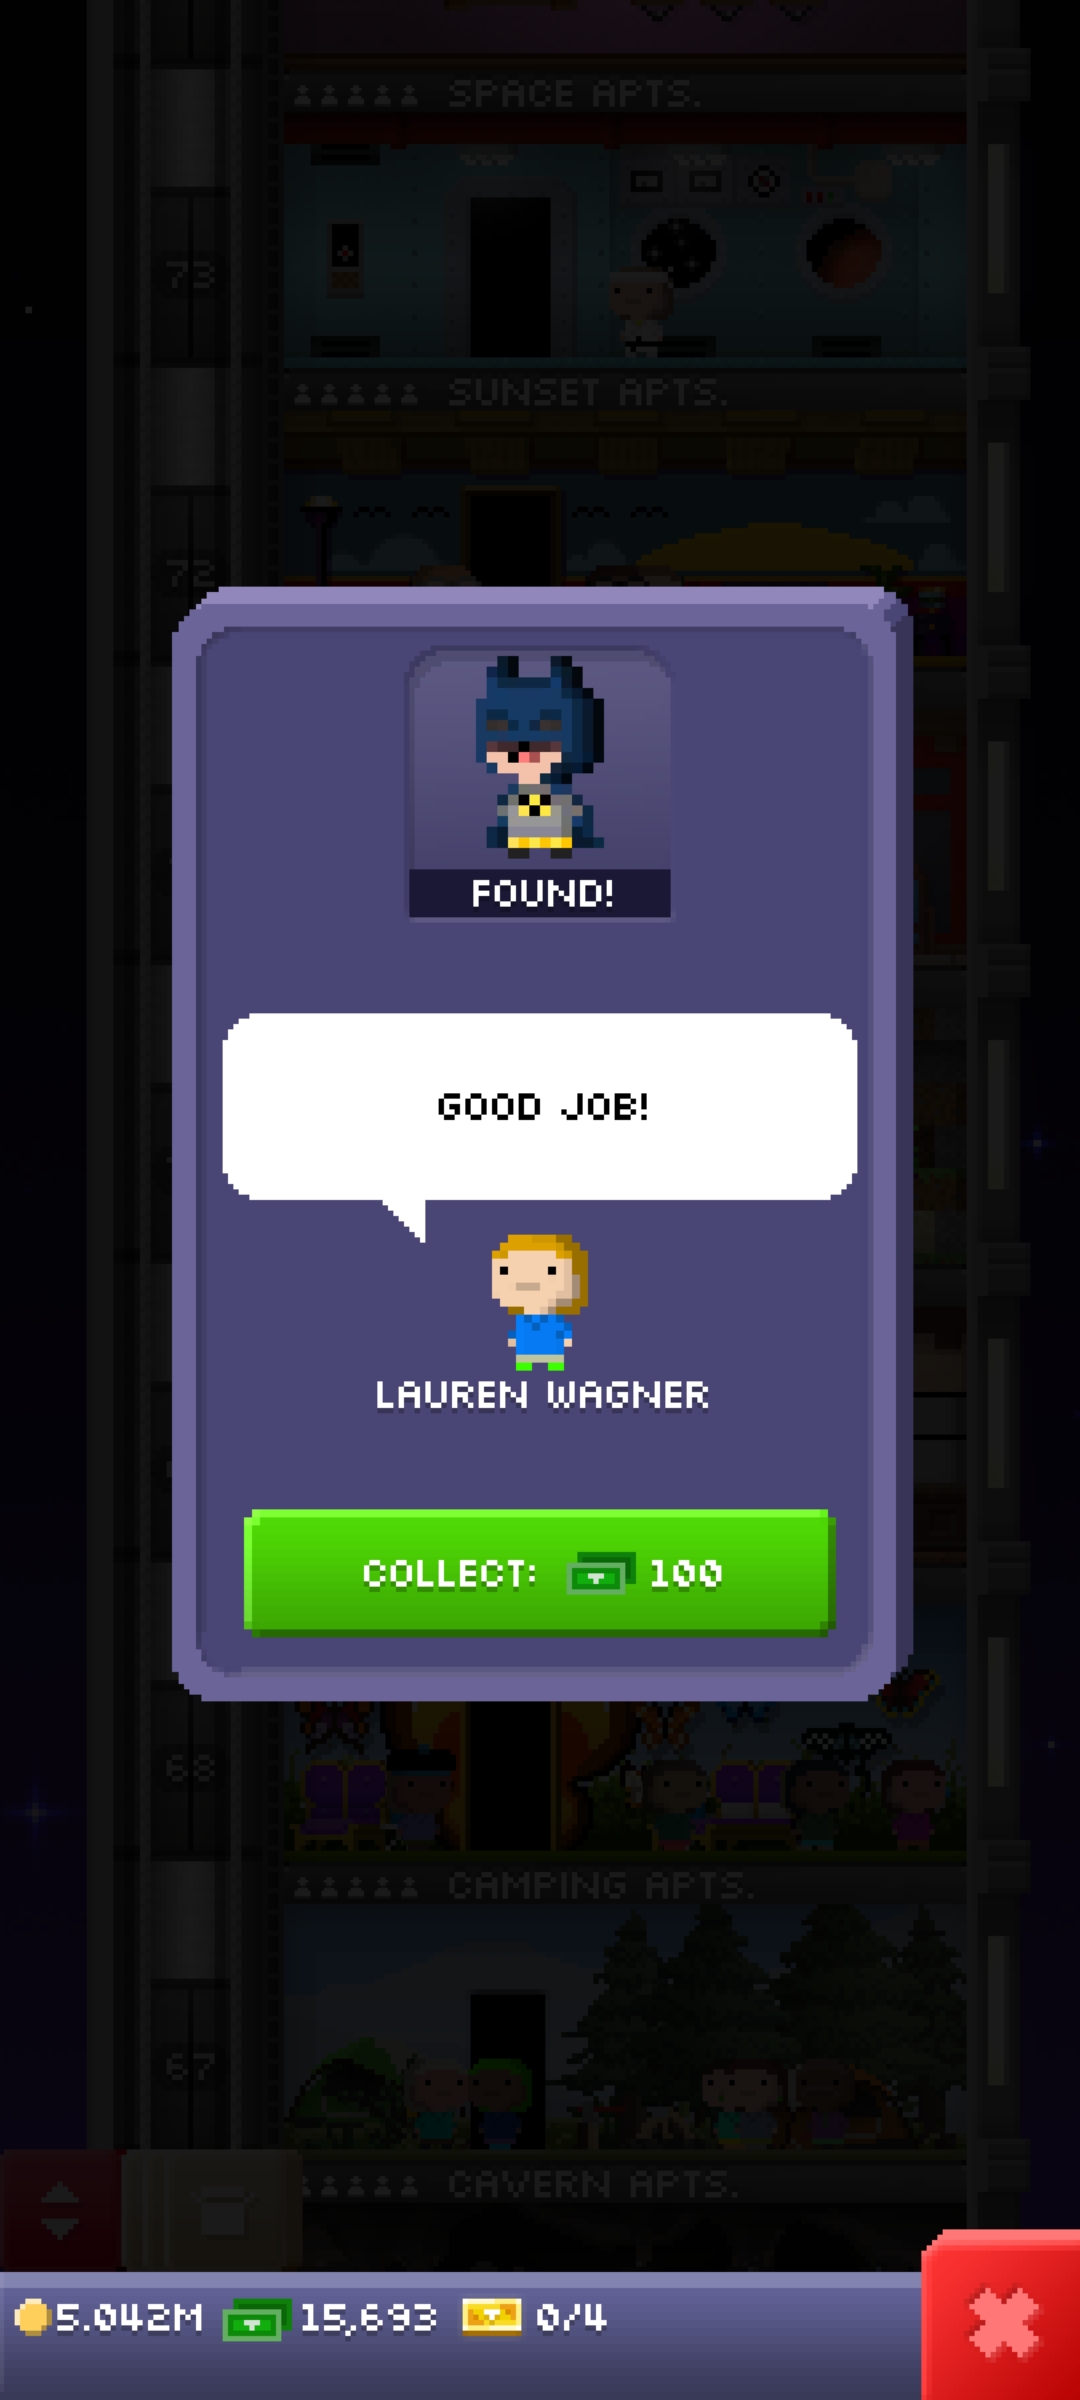 SPACE APTS.
73
SUNSET APTS.
72
FOUND!
GOOD JOB!
LAUREN WAGNER
COLLECT: 100
68
CAMPING APTS.
67
CAVERN APTS.
5.042M 15,693 0/4